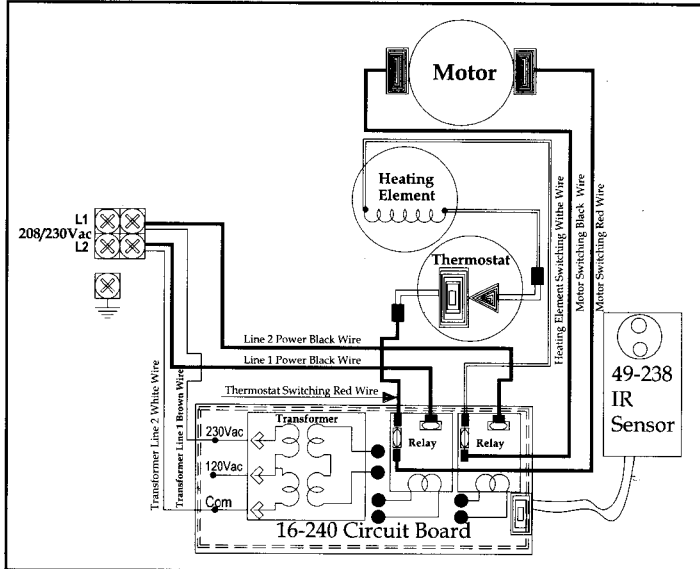 Motor
Heating
Element
Thermostat
L1
208/230Vac
L2
Line 2 Power Black Wire
Line 1 Power Black Wire
Thermostat Switching Red Wire
Heating Element Switching Withe Wire
Motor Switching Black Wire
Motor Switching Red Wire
Transformer Line 2 White Wire
Transformer Line 1 Brown Wire
49-238
IR
Sensor
Transformer
230Vac
120Vac
Com
Relay
Relay
16-240 Circuit Board